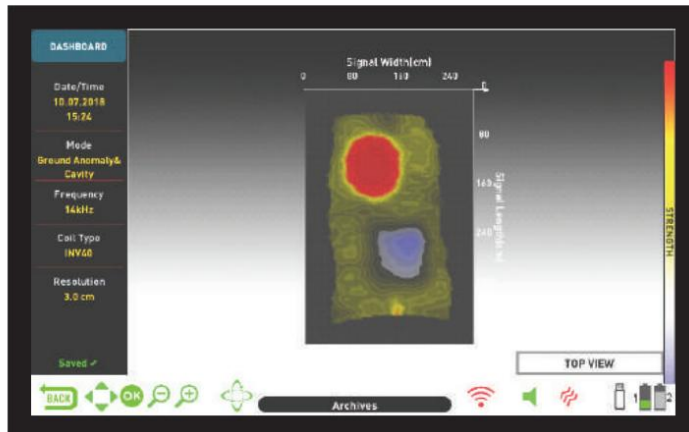 DASHBOARD
Date/Time
10.07.2018
15:24
Mode
Ground Anomaly&
Cavity
Frequency
14kHz
Coil Type
INV40
Resolution
3.0 cm
Saved ✓
Signal Width(cm)
0 80 160 240
0
80
160
240
STRENGTH
TOP VIEW
BACK
OK
Archives
1
2